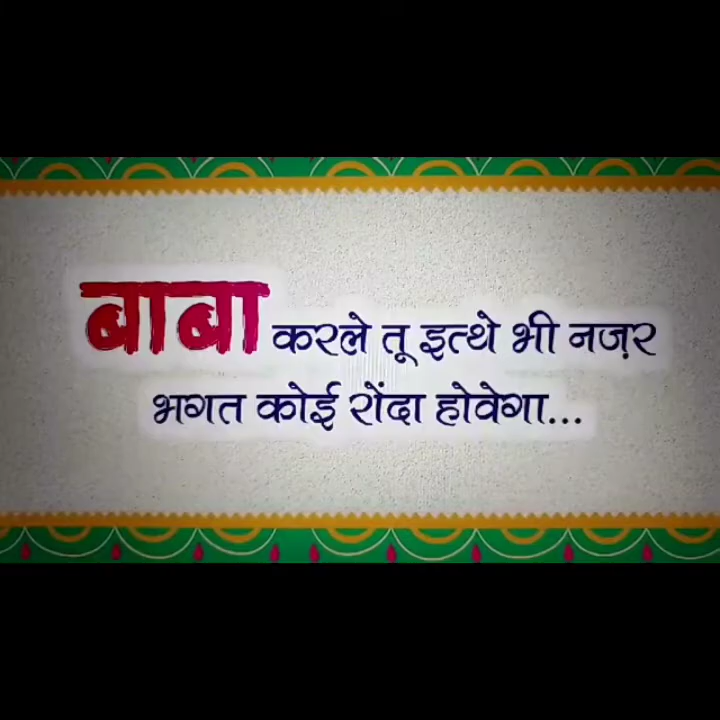 बाबा करले तू इत्थे भी नज़र
भगत कोई रोंदा होवेगा...